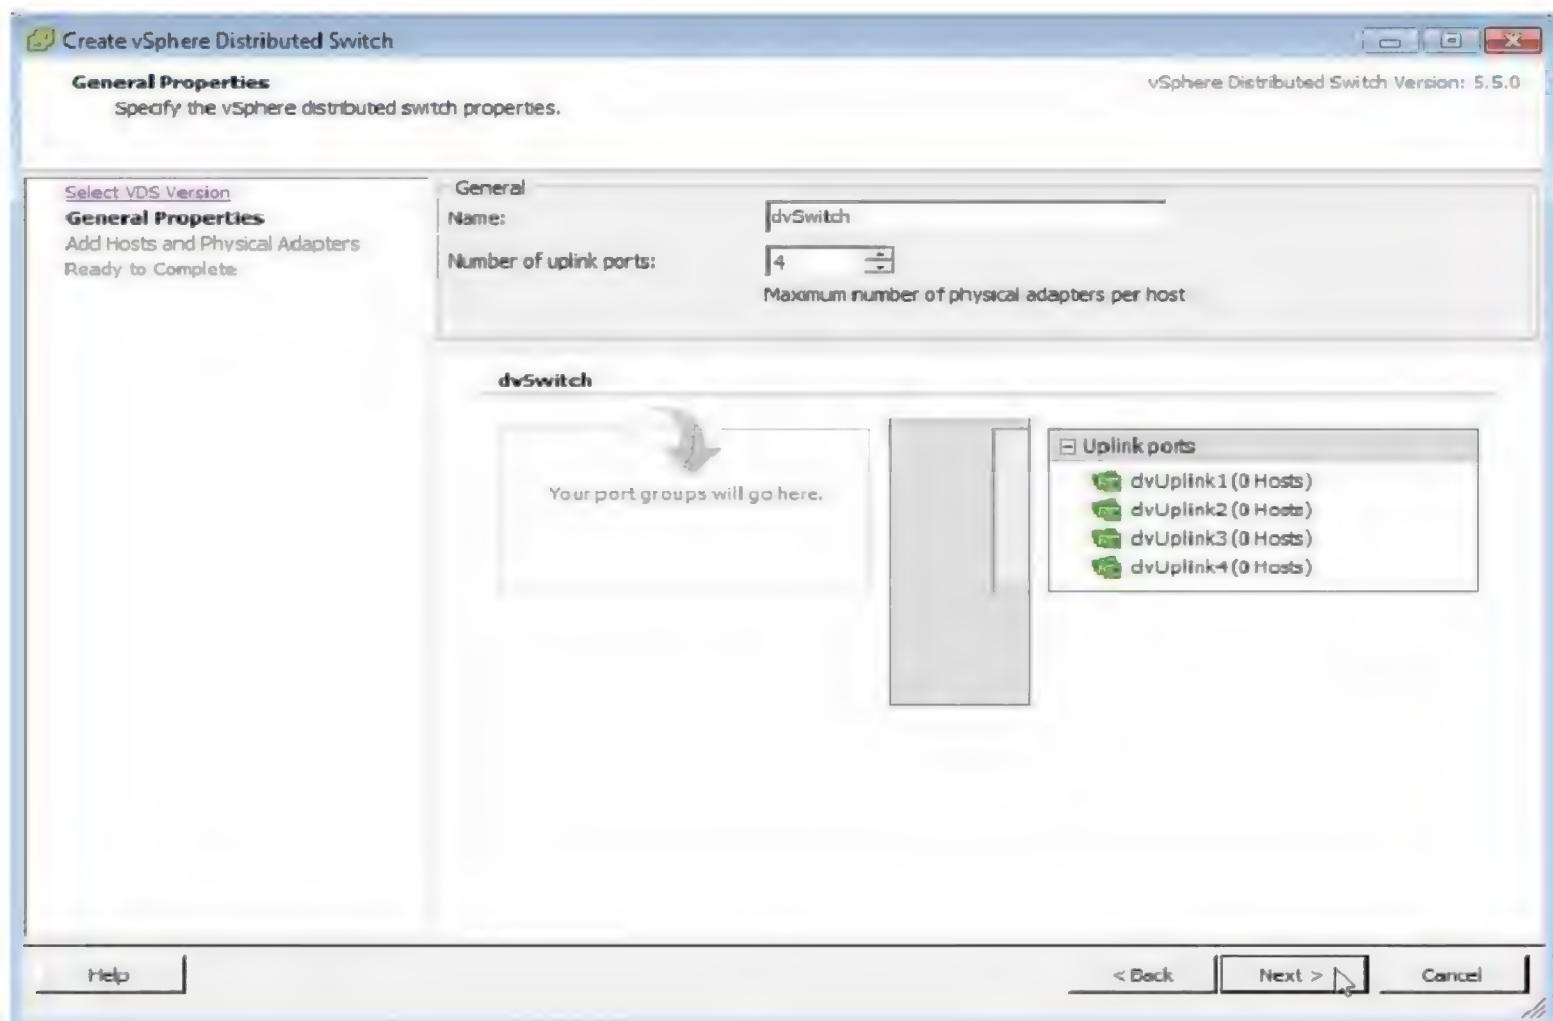 Create vSphere Distributed Switch
General Properties
Specify the vSphere distributed switch properties.
vSphere Distributed Switch Version: 5.5.0
Select VDS Version
General Properties
Add Hosts and Physical Adapters
Ready to Complete
General
Name:
dvSwitch
Number of uplink ports:
4
Maximum number of physical adapters per host
dvSwitch
Your port groups will go here.
Uplink ports
dvUplink1 (0 Hosts)
dvUplink2 (0 Hosts)
dvUplink3 (0 Hosts)
dvUplink4 (0 Hosts)
Help
< Back
Next >
Cancel